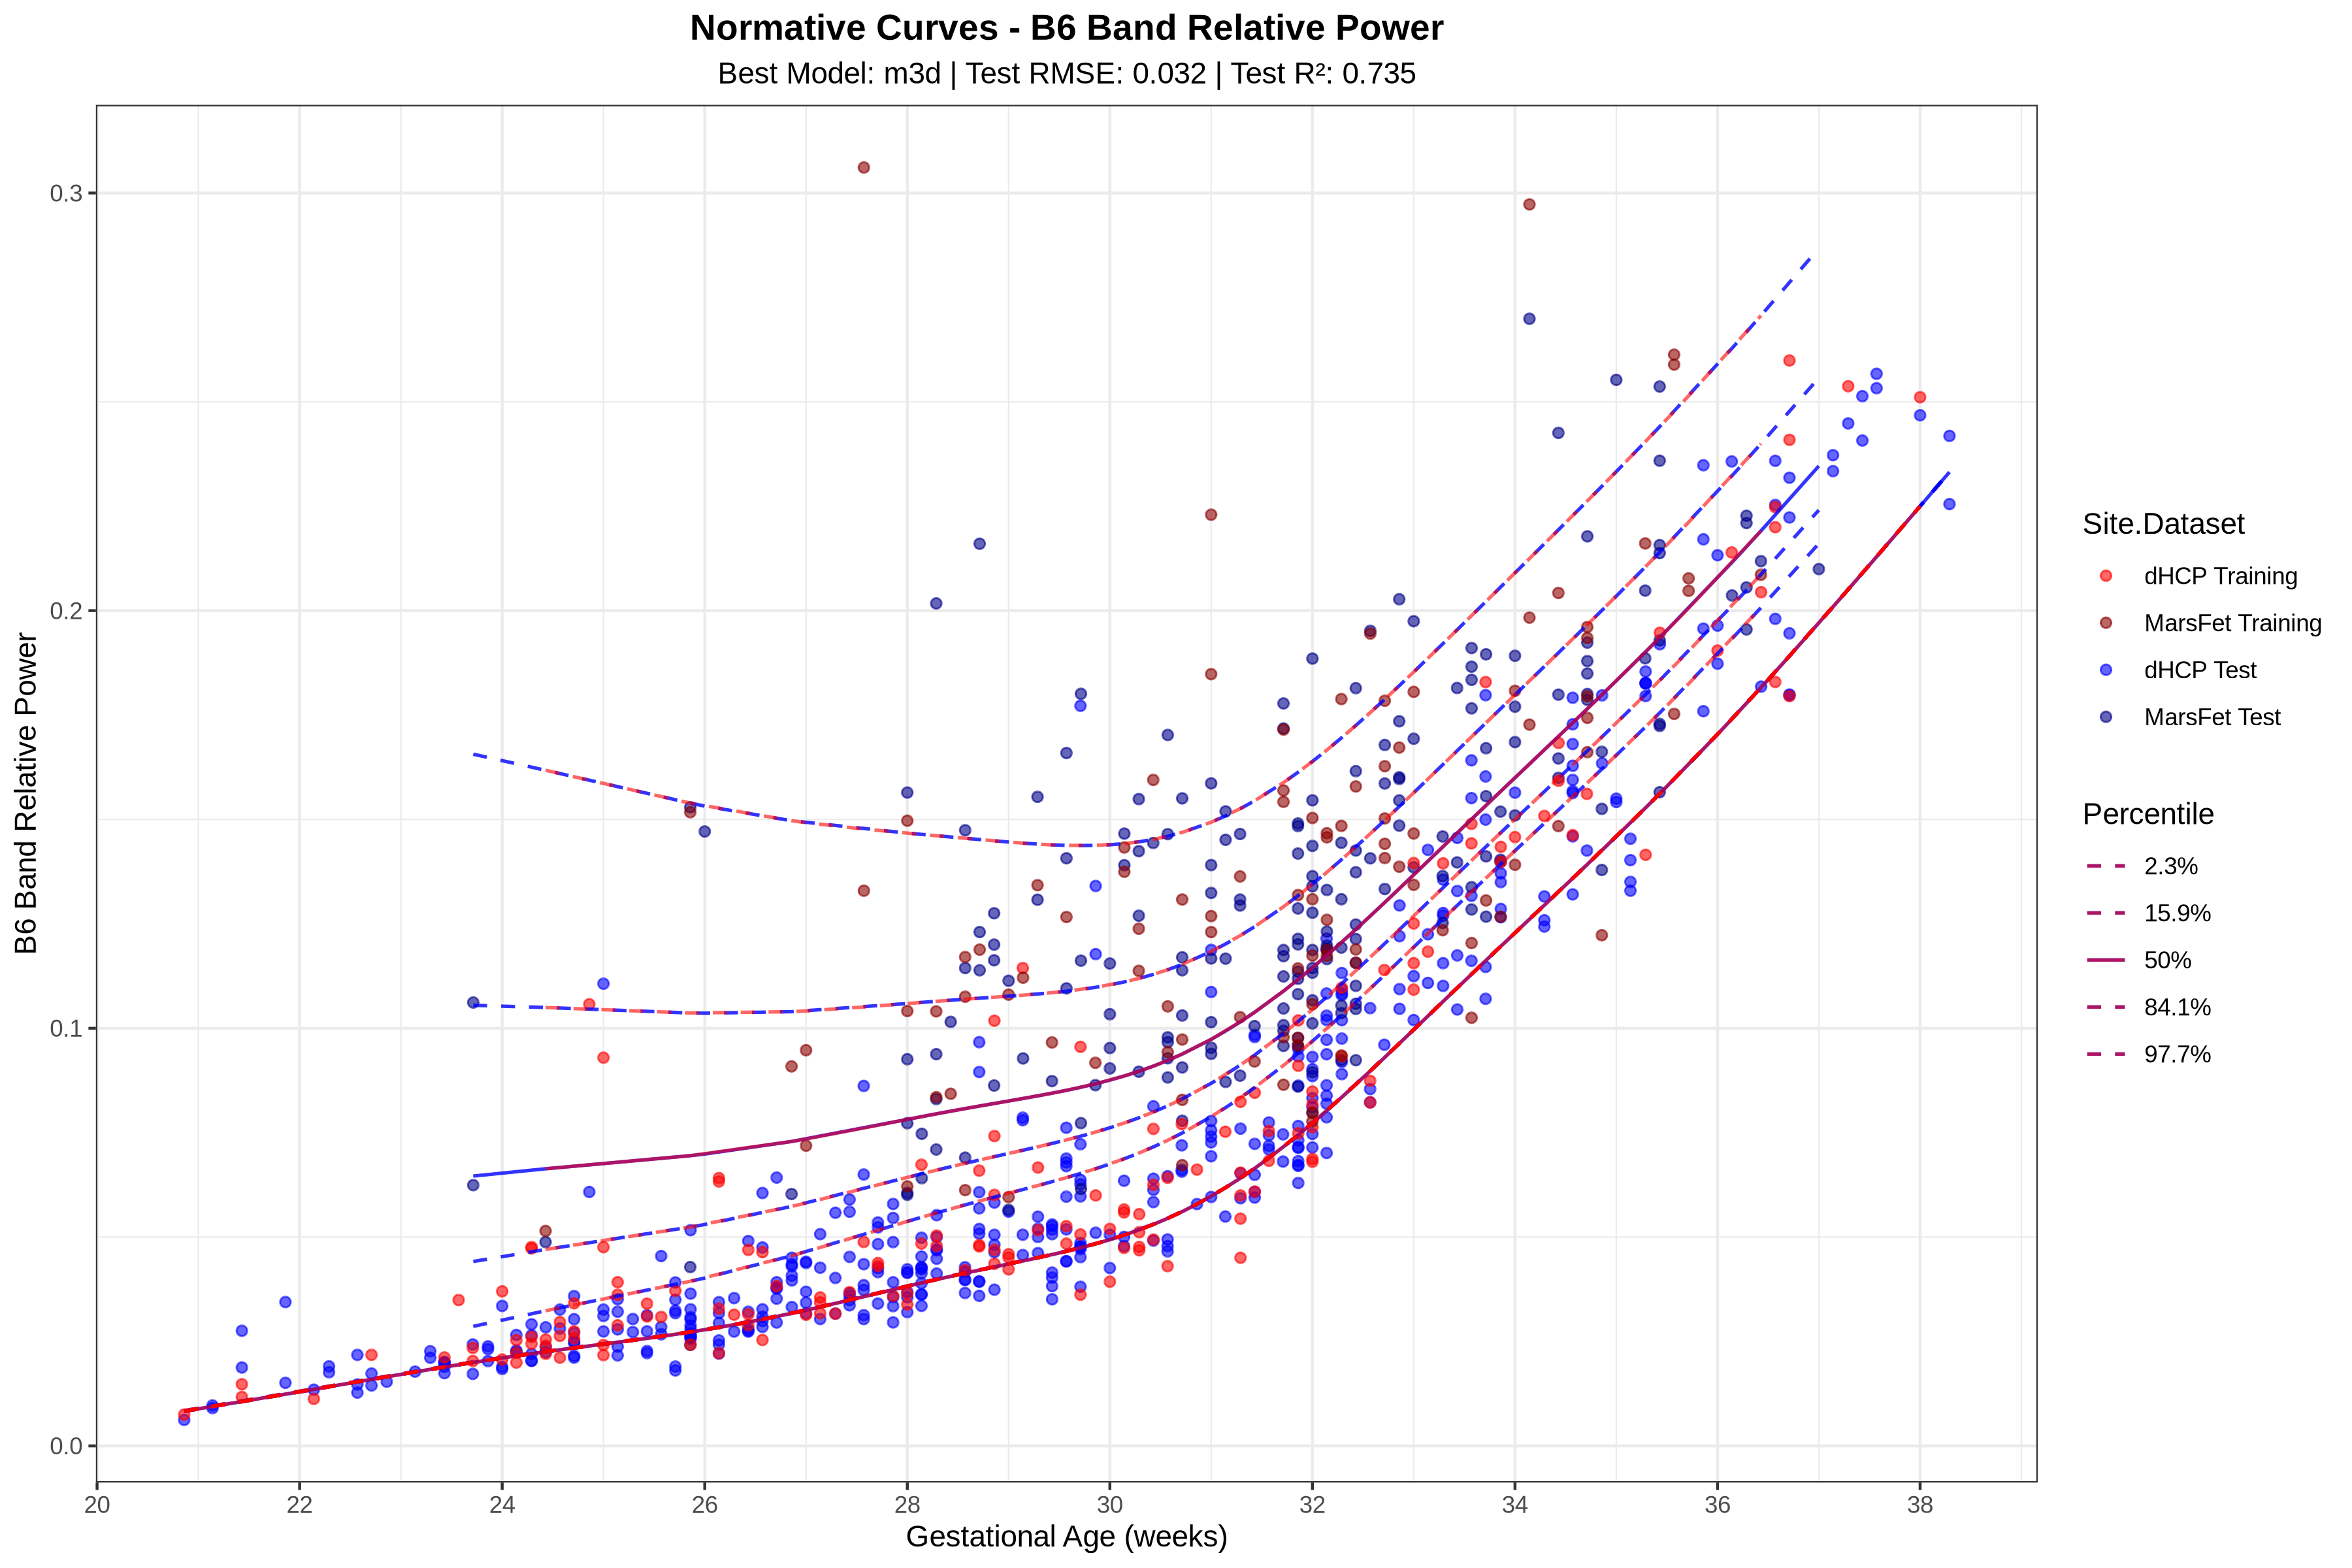 Normative Curves - B6 Band Relative Power
Best Model: m3d | Test RMSE: 0.032 | Test R²: 0.735
B6 Band Relative Power
0.3
0.2
0.1
0.0
20 22 24 26 28 30 32 34 36 38
Gestational Age (weeks)
Site.Dataset
dHCP Training
MarsFet Training
dHCP Test
MarsFet Test
Percentile
2.3%
15.9%
50%
84.1%
97.7%